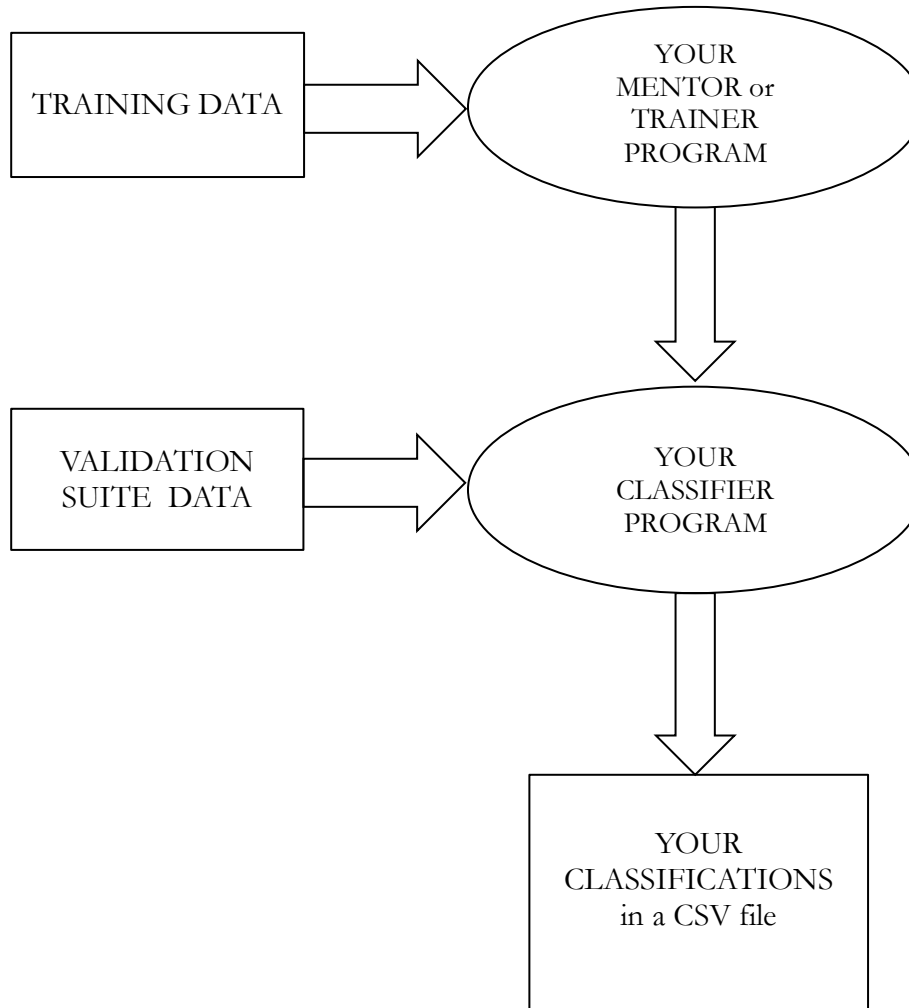 TRAINING DATA
YOUR
MENTOR or
TRAINER
PROGRAM
VALIDATION
SUITE  DATA
YOUR
CLASSIFIER
PROGRAM
YOUR
CLASSIFICATIONS
in a CSV file